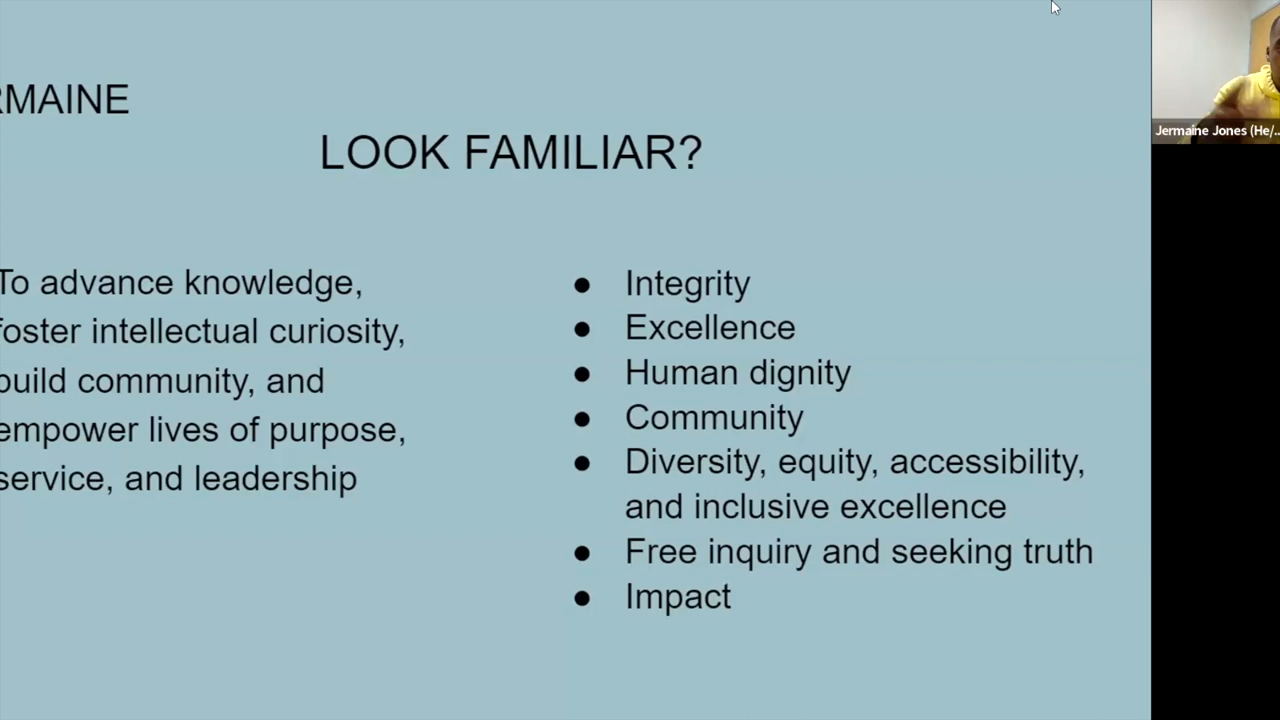 RMAINE
LOOK FAMILIAR?
To advance knowledge,
foster intellectual curiosity,
build community, and
empower lives of purpose,
service, and leadership
● Integrity
● Excellence
● Human dignity
● Community
● Diversity, equity, accessibility,
and inclusive excellence
● Free inquiry and seeking truth
● Impact
Jermaine Jones (He/...